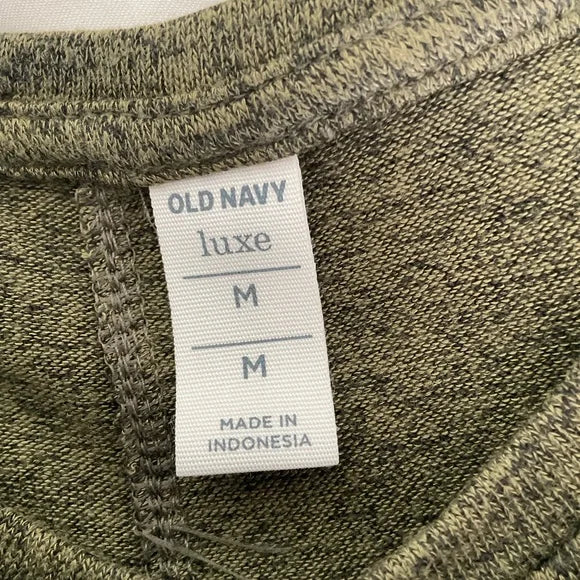 OLD NAVY
luxe
M
M
MADE IN
INDONESIA